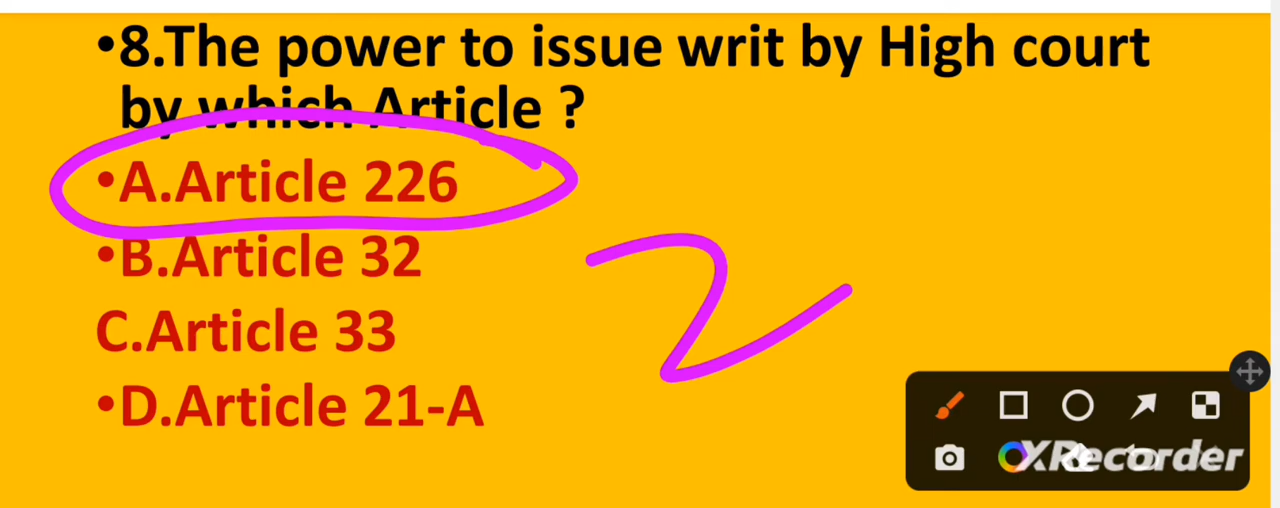 •8.The power to issue writ by High court
by which Article ?
•A.Article 226
•B.Article 32
C.Article 33
•D.Article 21-A
2
XRecorder